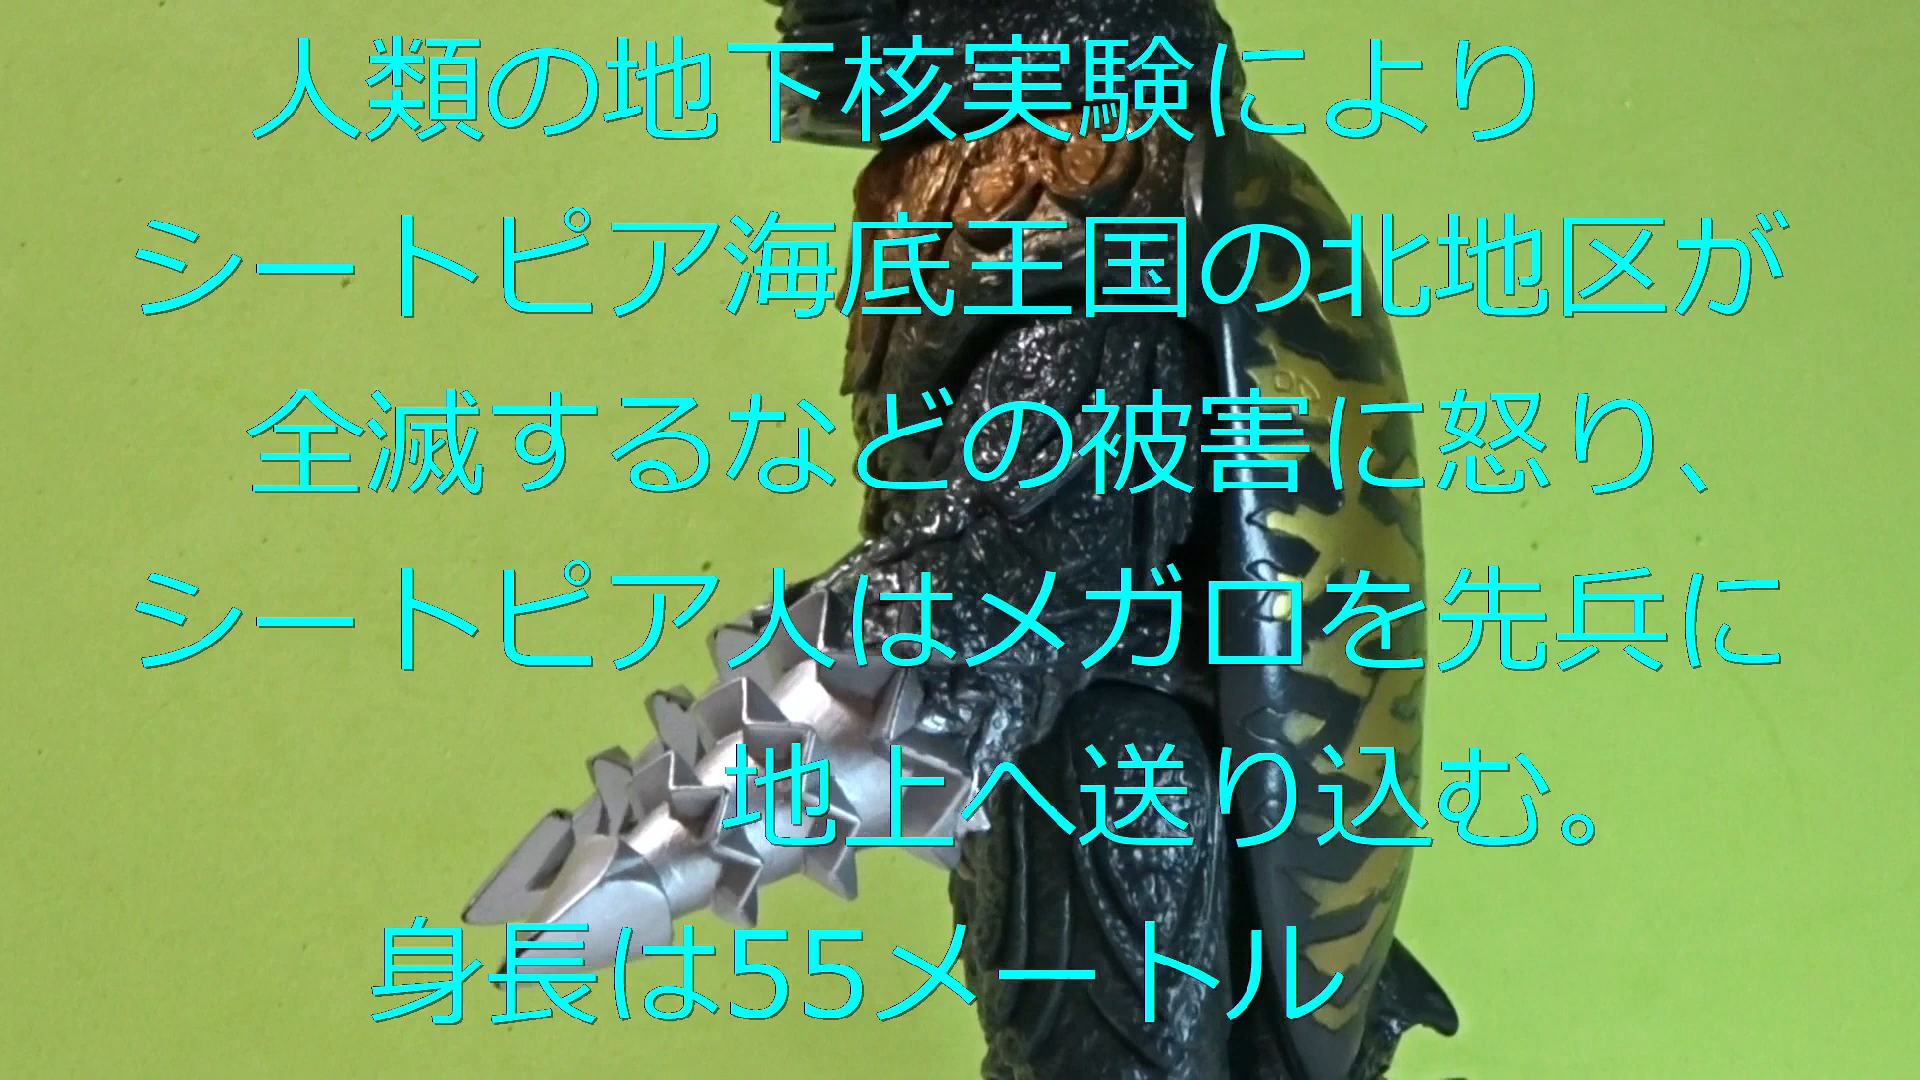 人類の地下核実験により
シートピア海底王国の北地区が
全滅するなどの被害に怒り、
シートピア人はメガロを先兵に
地上へ送り込む。
身長は55メートル